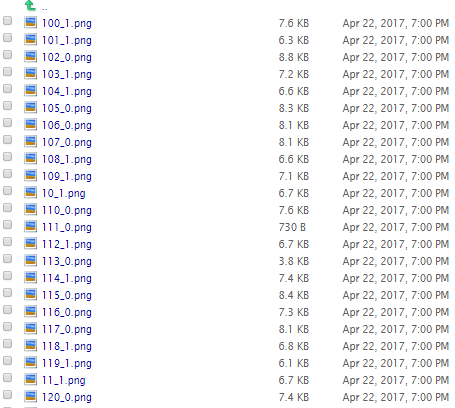 ..
100_1.png 7.6 KB Apr 22, 2017, 7:00 PM
101_1.png 6.3 KB Apr 22, 2017, 7:00 PM
102_0.png 8.8 KB Apr 22, 2017, 7:00 PM
103_1.png 7.2 KB Apr 22, 2017, 7:00 PM
104_1.png 6.6 KB Apr 22, 2017, 7:00 PM
105_0.png 8.3 KB Apr 22, 2017, 7:00 PM
106_0.png 8.1 KB Apr 22, 2017, 7:00 PM
107_0.png 8.1 KB Apr 22, 2017, 7:00 PM
108_1.png 6.6 KB Apr 22, 2017, 7:00 PM
109_1.png 7.1 KB Apr 22, 2017, 7:00 PM
10_1.png 6.7 KB Apr 22, 2017, 7:00 PM
110_0.png 7.6 KB Apr 22, 2017, 7:00 PM
111_0.png 730 B Apr 22, 2017, 7:00 PM
112_1.png 6.7 KB Apr 22, 2017, 7:00 PM
113_0.png 3.8 KB Apr 22, 2017, 7:00 PM
114_1.png 7.4 KB Apr 22, 2017, 7:00 PM
115_0.png 8.4 KB Apr 22, 2017, 7:00 PM
116_0.png 7.3 KB Apr 22, 2017, 7:00 PM
117_0.png 8.1 KB Apr 22, 2017, 7:00 PM
118_1.png 6.8 KB Apr 22, 2017, 7:00 PM
119_1.png 6.1 KB Apr 22, 2017, 7:00 PM
11_1.png 6.7 KB Apr 22, 2017, 7:00 PM
120_0.png 7.4 KB Apr 22, 2017, 7:00 PM